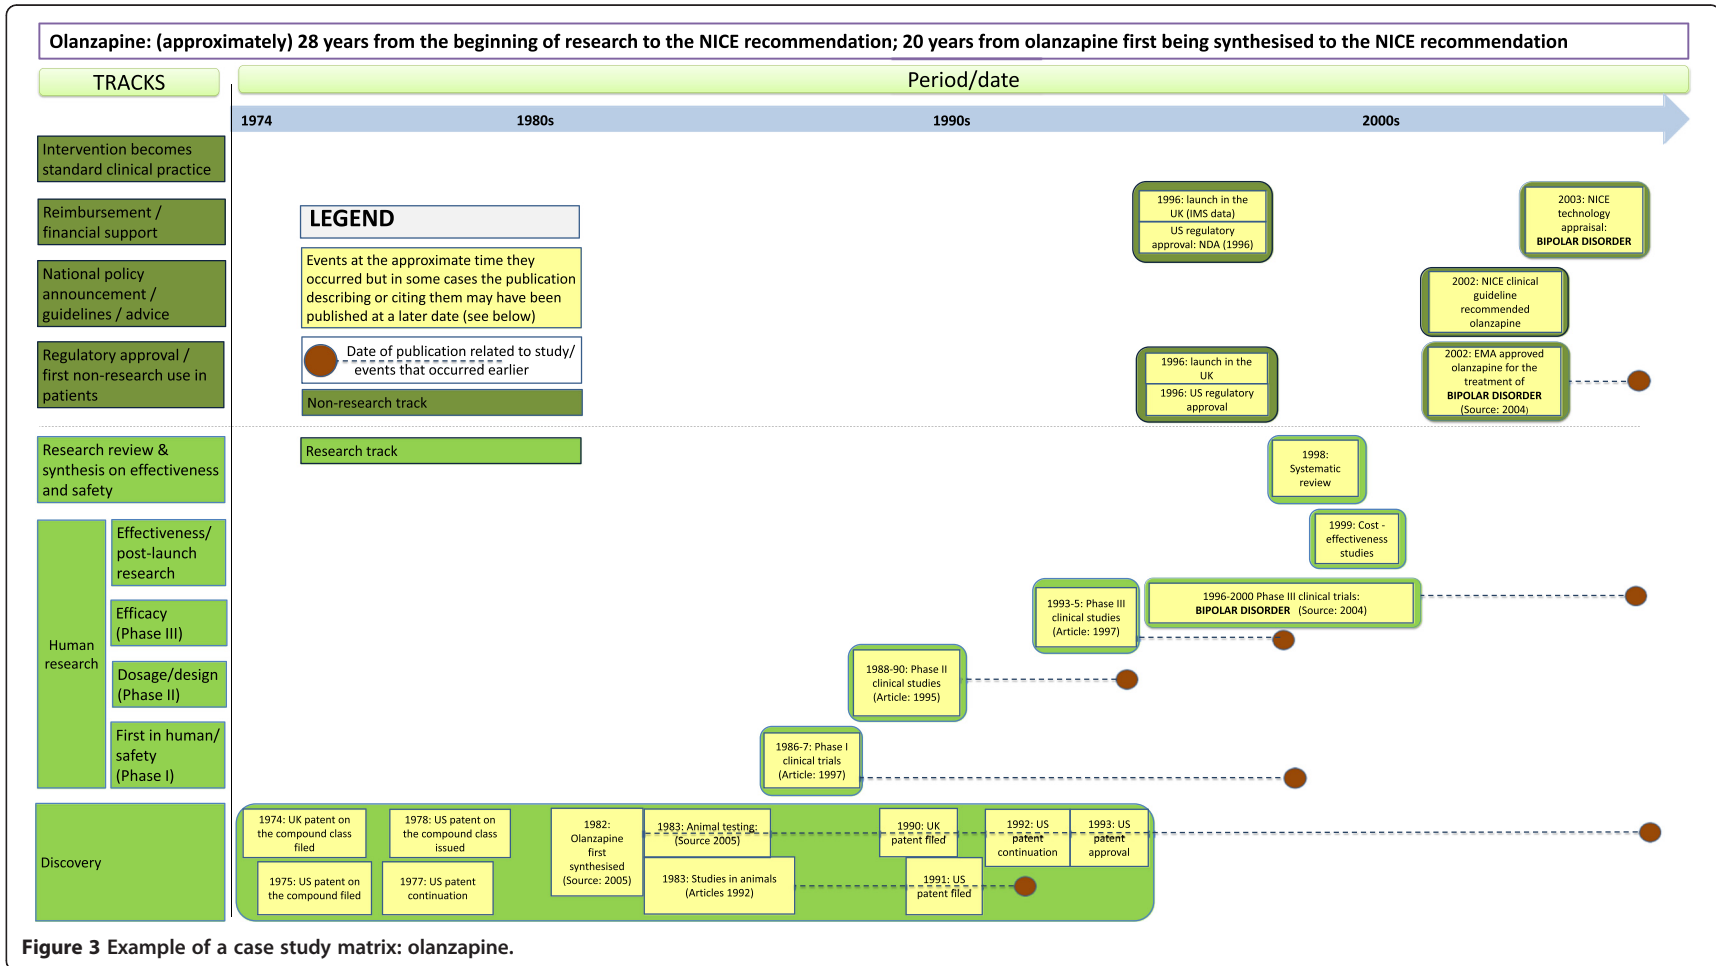 Olanzapine: (approximately) 28 years from the beginning of research to the NICE recommendation; 20 years from olanzapine first being synthesised to the NICE recommendation
TRACKS
Period/date
1974
1980s
1990s
2000s
Intervention becomes
standard clinical practice
Reimbursement /
financial support
National policy
announcement /
guidelines / advice
Regulatory approval /
first non-research use in
patients
LEGEND
Events at the approximate time they
occurred but in some cases the publication
describing or citing them may have been
published at a later date (see below)
Date of publication related to study/
events that occurred earlier
Non-research track
Research track
1996: launch in the
UK (IMS data)
US regulatory
approval: NDA (1996)
2003: NICE
technology
appraisal:
BIPOLAR DISORDER
2002: NICE clinical
guideline
recommended
olanzapine
1996: launch in the
UK
1996: US regulatory
approval
2002: EMA approved
olanzapine for the
treatment of
BIPOLAR DISORDER
(Source: 2004)
Research review &
synthesis on effectiveness
and safety
1998:
Systematic
review
Human
research
Effectiveness/
post-launch
research
1999: Cost -
effectiveness
studies
Efficacy
(Phase III)
1993-5: Phase III
clinical studies
(Article: 1997)
1996-2000 Phase III clinical trials:
BIPOLAR DISORDER (Source: 2004)
Dosage/design
(Phase II)
1988-90: Phase II
clinical studies
(Article: 1995)
First in human/
safety
(Phase I)
1986-7: Phase I
clinical trials
(Article: 1997)
Discovery
1974: UK patent on
the compound class
filed
1978: US patent on
the compound class
issued
1982:
Olanzapine
first
synthesised
(Source: 2005)
1983: Animal testing:
(Source 2005)
1990: UK
patent filed
1992: US
patent
continuation
1993: US
patent
approval
1975: US patent on
the compound filed
1977: US patent
continuation
1983: Studies in animals
(Articles 1992)
1991: US
patent filed
Figure 3 Example of a case study matrix: olanzapine.